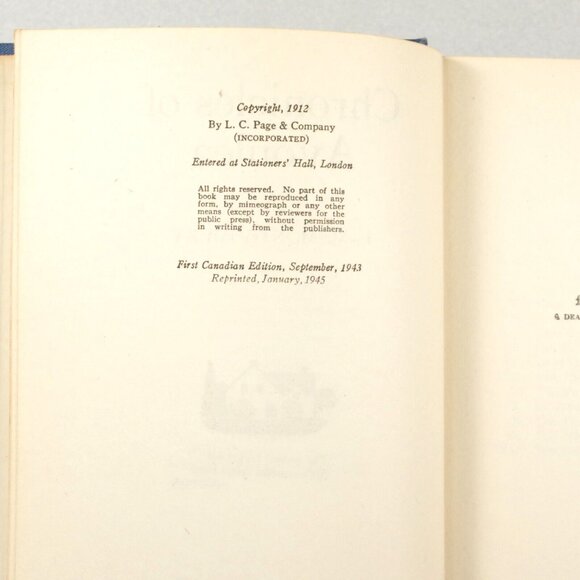 Copyright, 1912
By L. C. Page & Company
(INCORPORATED)
Entered at Stationers' Hall, London
All rights reserved. No part of this
book may be reproduced in any
form, by mimeograph or any other
means (except by reviewers for the
public press), without permission
in writing from the publishers.
First Canadian Edition, September, 1943
Reprinted, January, 1945
DEA